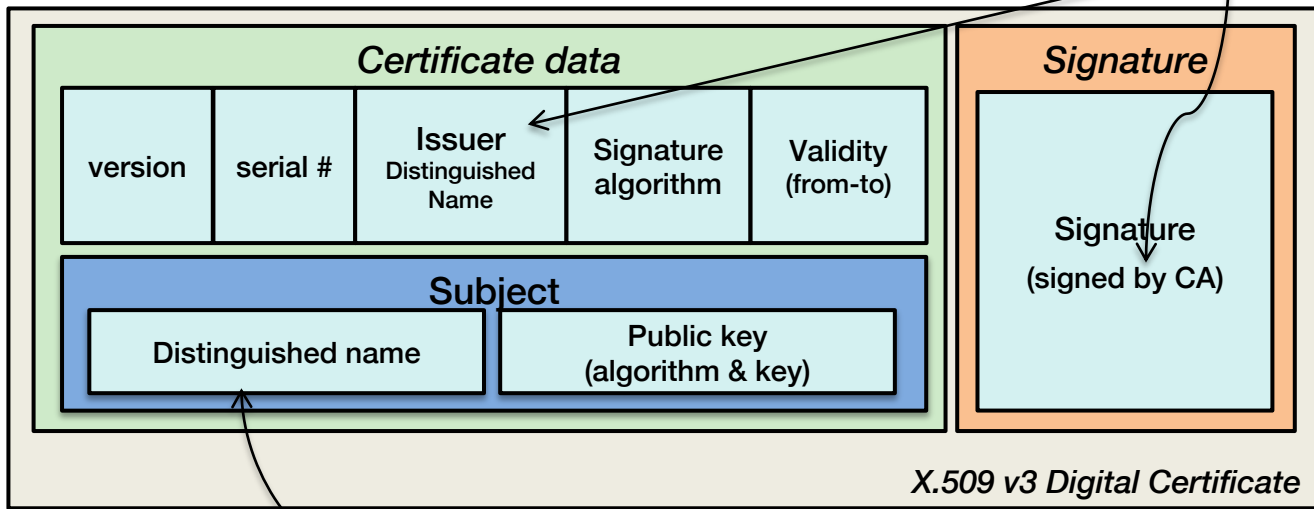 Certificate data
version
serial #
Issuer
Distinguished
Name
Signature
algorithm
Validity
(from-to)
Subject
Distinguished name
Public key
(algorithm & key)
Signature
Signature
(signed by CA)
X.509 v3 Digital Certificate